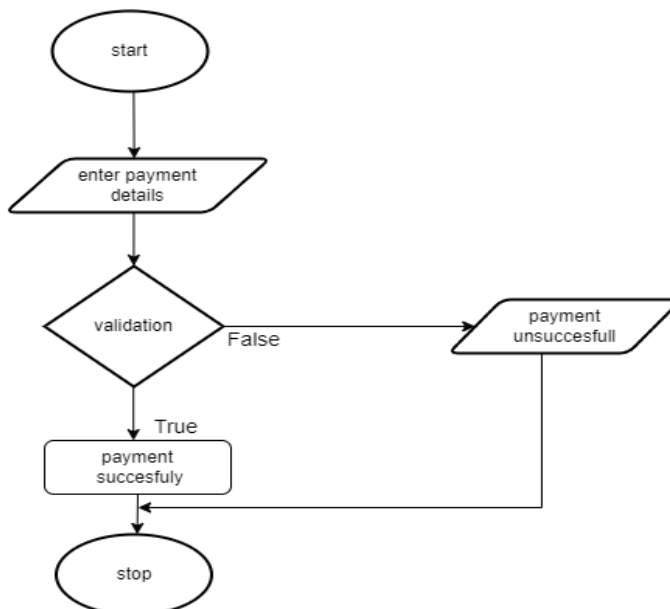 start
enter payment
details
validation
False
payment
unsuccesfull
True
payment
succesfuly
stop